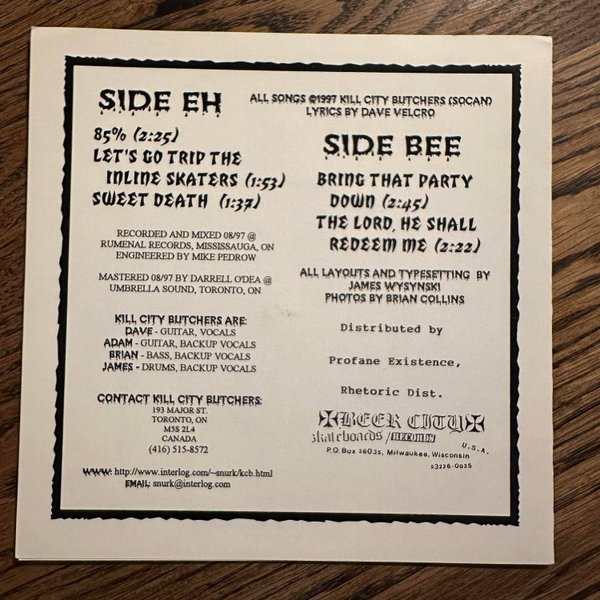 SIDE EH
85% (2:25)
LET'S GO TRIP THE
INLINE SKATERS (1:53)
SWEET DEATH (1:37)
RECORDED AND MIXED 08/97 @
RUMENAL RECORDS, MISSISSAUGA, ON
ENGINEERED BY MIKE PEDROW
MASTERED 08/97 BY DARRELL O'DEA @
UMBRELLA SOUND, TORONTO, ON
KILL CITY BUTCHERS ARE:
DAVE - GUITAR, VOCALS
ADAM - GUITAR, BACKUP VOCALS
BRIAN - BASS, BACKUP VOCALS
JAMES - DRUMS, BACKUP VOCALS
CONTACT KILL CITY BUTCHERS:
193 MAJOR ST.
TORONTO, ON
M5S 2L4
CANADA
(416) 515-8572
WWW: http://www.interlog.com/~snurk/kcb.html
EMAIL: snurk@interlog.com
ALL SONGS ©1997 KILL CITY BUTCHERS (SOCAN)
LYRICS BY DAVE VELCRO
SIDE BEE
BRING THAT PARTY
DOWN (2:45)
THE LORD, HE SHALL
REDEEM ME (2:22)
ALL LAYOUTS AND TYPESETTING BY
JAMES WYSYNSKI
PHOTOS BY BRIAN COLLINS
Distributed by
Profane Existence,
Rhetoric Dist.
BEER CITY
skateboards/RECORDS
U.S.A.
P.O. Box 26035, Milwaukee, Wisconsin
53226-0035